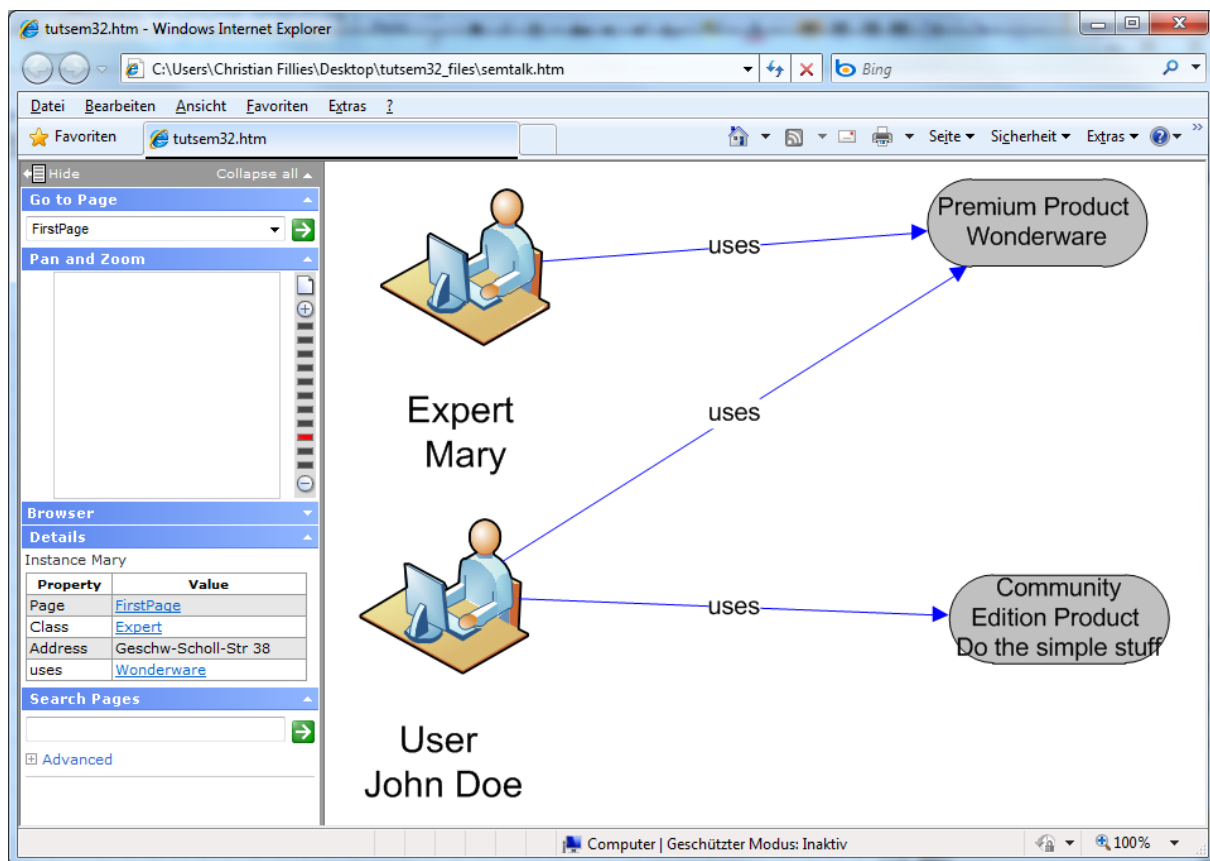 tutsem32.htm - Windows Internet Explorer
C:\Users\Christian Fillies\Desktop\tutsem32_files\semtalk.htm
Bing
Datei Bearbeiten Ansicht Favoriten Extras ?
Favoriten
tutsem32.htm
Seite
Sicherheit
Extras
Hide
Collapse all
Go to Page
FirstPage
Pan and Zoom
Browser
Details
Instance Mary
Property Value
Page FirstPage
Class Expert
Address Geschw-Scholl-Str 38
uses Wonderware
Search Pages
Advanced
uses
Premium Product
Wonderware
Expert
Mary
uses
uses
Community
Edition Product
Do the simple stuff
User
John Doe
Computer | Geschützter Modus: Inaktiv
100%